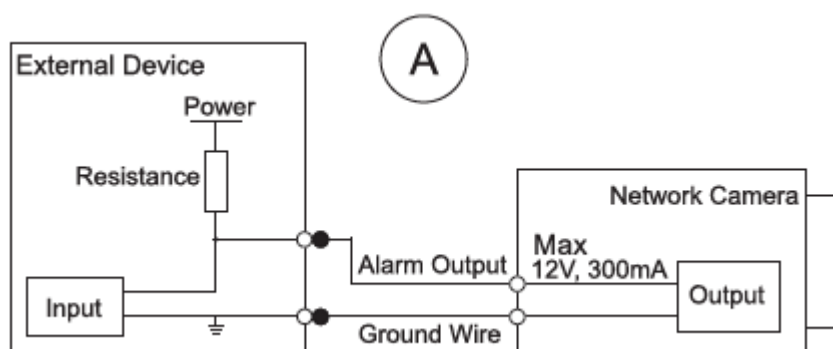 A
External Device
Power
Resistance
Network Camera
Alarm Output
Max
12V, 300mA
Input
Output
Ground Wire